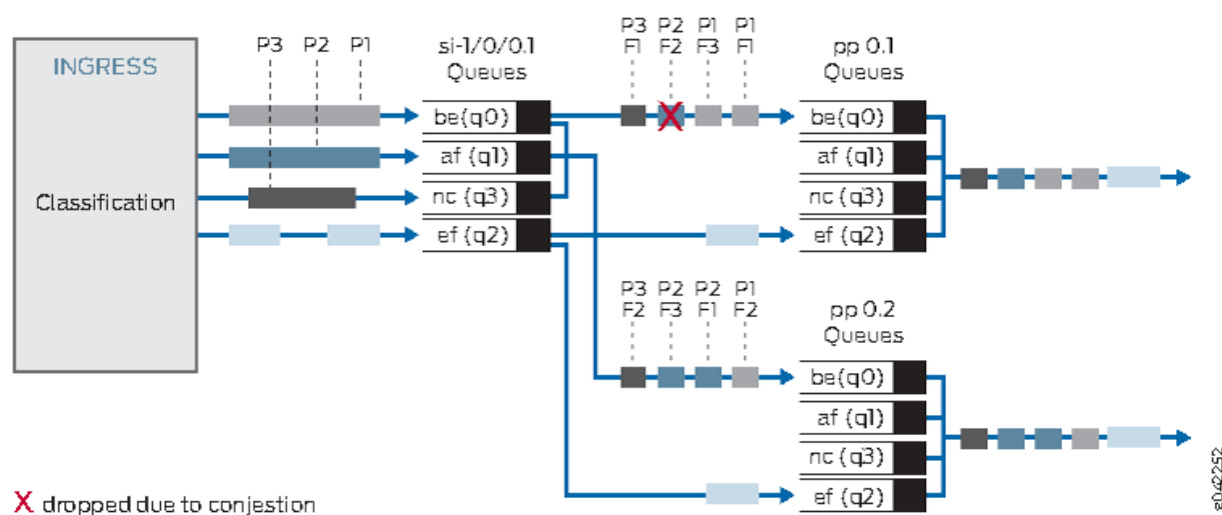 INGRESS
Classification
P3 P2 P1
si-1/0/0.1
Queues
be(q0)
af (q1)
nc (q3)
ef (q2)
P3 P2 P1 P1
F1 F2 F3 F1
pp 0.1
Queues
be(q0)
af (q1)
nc (q3)
ef (q2)
P3 P2 P2 P1
F2 F3 F1 F2
pp 0.2
Queues
be(q0)
af (q1)
nc (q3)
ef (q2)
X dropped due to conjestion
g042252